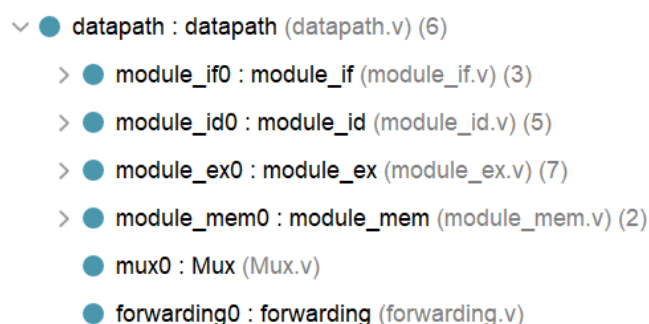 datapath : datapath (datapath.v) (6)
module_if0 : module_if (module_if.v) (3)
module_id0 : module_id (module_id.v) (5)
module_ex0 : module_ex (module_ex.v) (7)
module_mem0 : module_mem (module_mem.v) (2)
mux0 : Mux (Mux.v)
forwarding0 : forwarding (forwarding.v)